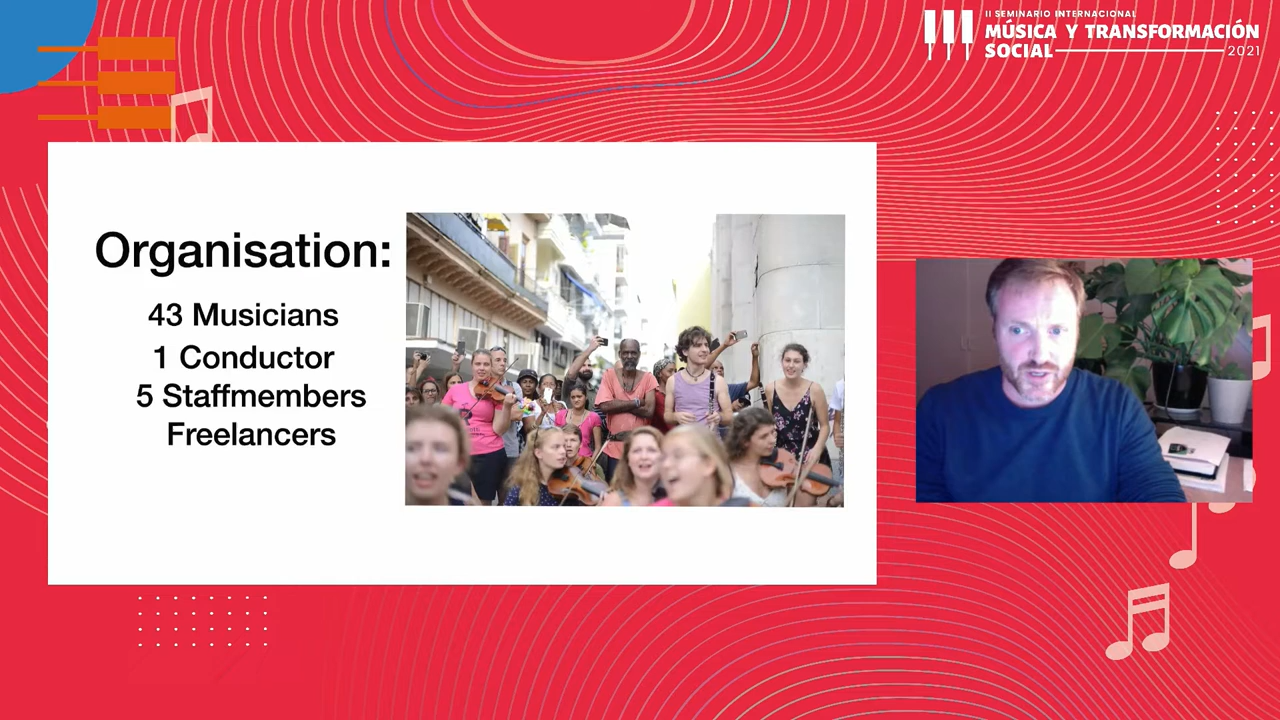 II SEMINARIO INTERNACIONAL
MÚSICA Y TRANSFORMACIÓN
SOCIAL
2021
Organisation:
43 Musicians
1 Conductor
5 Staffmembers
Freelancers